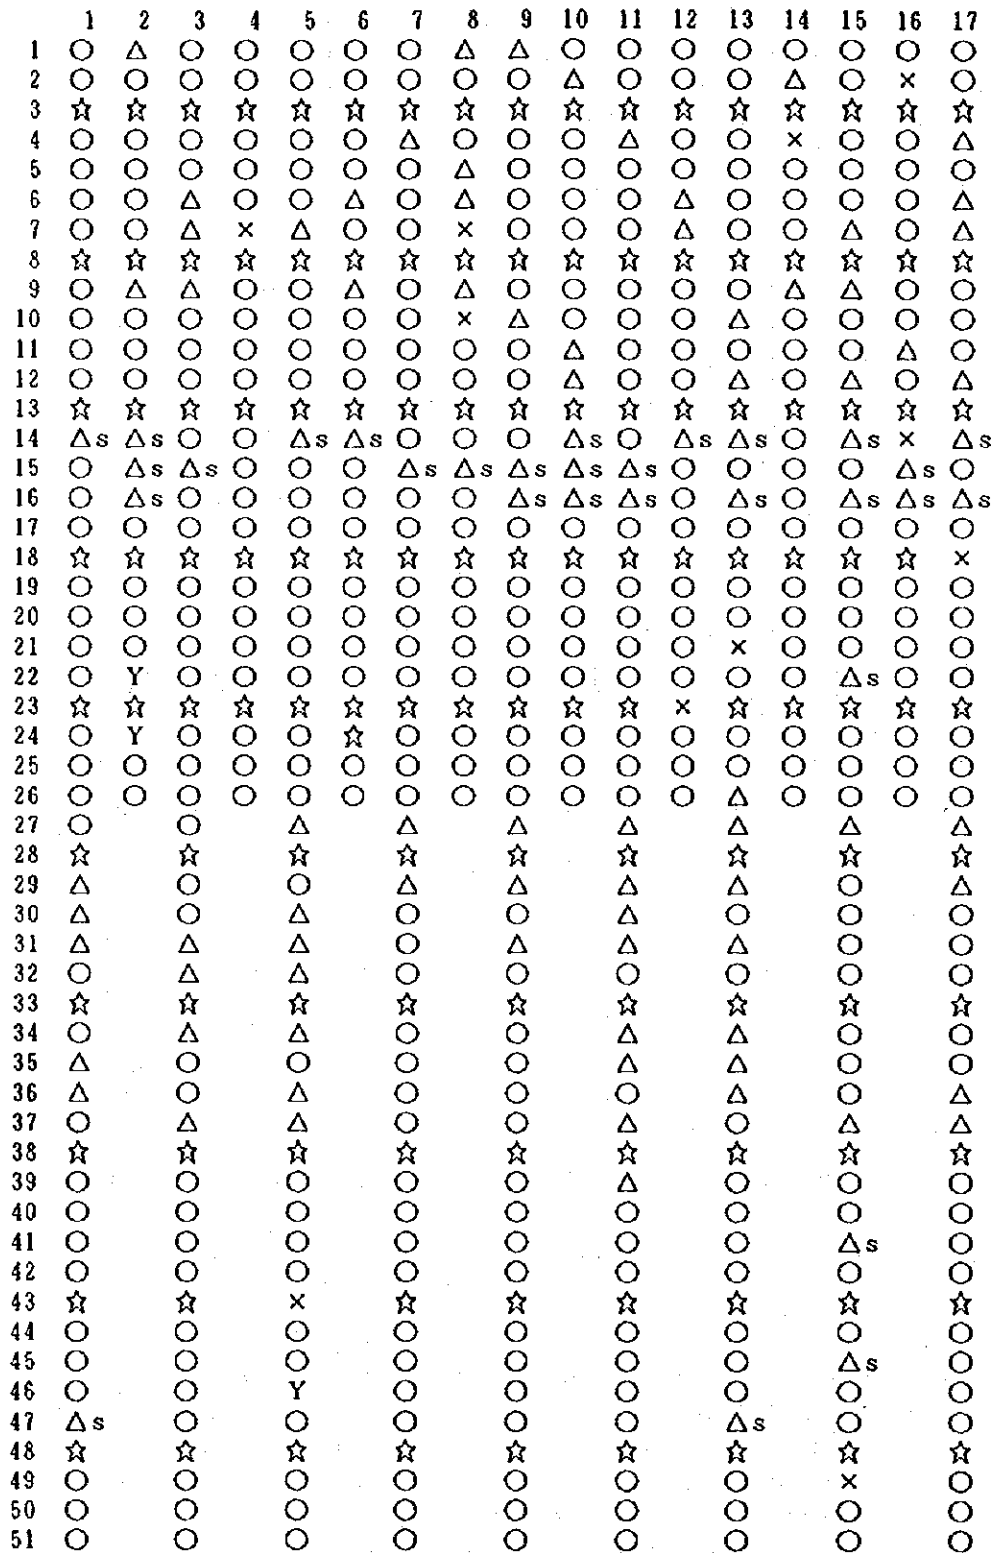 1 2 3 4 5 6 7 8 9 10 11 12 13 14 15 16 17
1 ○ △ ○ ○ ○ ○ ○ △ △ ○ ○ ○ ○ ○ ○ ○ ○
2 ○ ○ ○ ○ ○ ○ ○ ○ ○ △ ○ ○ ○ △ ○ × ○
3 ☆ ☆ ☆ ☆ ☆ ☆ ☆ ☆ ☆ ☆ ☆ ☆ ☆ ☆ ☆ ☆ ☆
4 ○ ○ ○ ○ ○ ○ △ ○ ○ ○ △ ○ ○ × ○ ○ △
5 ○ ○ ○ ○ ○ ○ ○ △ ○ ○ ○ ○ ○ ○ ○ ○ ○
6 ○ ○ △ ○ ○ △ ○ △ ○ ○ ○ △ ○ ○ ○ ○ △
7 ○ ○ △ × △ ○ ○ × ○ ○ ○ △ ○ ○ △ ○ △
8 ☆ ☆ ☆ ☆ ☆ ☆ ☆ ☆ ☆ ☆ ☆ ☆ ☆ ☆ ☆ ☆ ☆
9 ○ △ △ ○ ○ △ ○ △ ○ ○ ○ ○ ○ △ △ ○ ○
10 ○ ○ ○ ○ ○ ○ ○ × △ ○ ○ ○ △ ○ ○ ○ ○
11 ○ ○ ○ ○ ○ ○ ○ ○ ○ △ ○ ○ ○ ○ ○ △ ○
12 ○ ○ ○ ○ ○ ○ ○ ○ ○ △ ○ ○ △ ○ △ ○ △
13 ☆ ☆ ☆ ☆ ☆ ☆ ☆ ☆ ☆ ☆ ☆ ☆ ☆ ☆ ☆ ☆ ☆
14 △s △s ○ ○ △s △s ○ ○ ○ △s ○ △s △s ○ △s × △s
15 ○ △s △s ○ ○ ○ △s △s △s △s △s ○ ○ ○ ○ △s ○
16 ○ △s ○ ○ ○ ○ ○ ○ △s △s △s ○ △s ○ △s △s △s
17 ○ ○ ○ ○ ○ ○ ○ ○ ○ ○ ○ ○ ○ ○ ○ ○ ○
18 ☆ ☆ ☆ ☆ ☆ ☆ ☆ ☆ ☆ ☆ ☆ ☆ ☆ ☆ ☆ ☆ ×
19 ○ ○ ○ ○ ○ ○ ○ ○ ○ ○ ○ ○ ○ ○ ○ ○ ○
20 ○ ○ ○ ○ ○ ○ ○ ○ ○ ○ ○ ○ ○ ○ ○ ○ ○
21 ○ ○ ○ ○ ○ ○ ○ ○ ○ ○ ○ ○ × ○ ○ ○ ○
22 ○ Y ○ ○ ○ ○ ○ ○ ○ ○ ○ ○ ○ ○ △s ○ ○
23 ☆ ☆ ☆ ☆ ☆ ☆ ☆ ☆ ☆ ☆ ☆ × ☆ ☆ ☆ ☆ ☆
24 ○ Y ○ ○ ○ ☆ ○ ○ ○ ○ ○ ○ ○ ○ ○ ○ ○
25 ○ ○ ○ ○ ○ ○ ○ ○ ○ ○ ○ ○ ○ ○ ○ ○ ○
26 ○ ○ ○ ○ ○ ○ ○ ○ ○ ○ ○ ○ △ ○ ○ ○ ○
27 ○ ○ △ △ △ △ △ △ △
28 ☆ ☆ ☆ ☆ ☆ ☆ ☆ ☆ ☆
29 △ ○ ○ △ △ △ △ ○ △
30 △ ○ △ ○ ○ △ ○ ○ ○
31 △ △ △ ○ △ △ △ ○ ○
32 ○ △ △ ○ ○ ○ ○ ○ ○
33 ☆ ☆ ☆ ☆ ☆ ☆ ☆ ☆ ☆
34 ○ △ △ ○ ○ △ △ ○ ○
35 △ ○ ○ ○ ○ △ △ ○ ○
36 △ ○ △ ○ ○ ○ △ ○ △
37 ○ △ △ ○ ○ △ ○ △ △
38 ☆ ☆ ☆ ☆ ☆ ☆ ☆ ☆ ☆
39 ○ ○ ○ ○ ○ △ ○ ○ ○
40 ○ ○ ○ ○ ○ ○ ○ ○ ○
41 ○ ○ ○ ○ ○ ○ ○ △s ○
42 ○ ○ ○ ○ ○ ○ ○ ○ ○
43 ☆ ☆ × ☆ ☆ ☆ ☆ ☆ ☆
44 ○ ○ ○ ○ ○ ○ ○ ○ ○
45 ○ ○ ○ ○ ○ ○ ○ △s ○
46 ○ ○ Y ○ ○ ○ ○ ○ ○
47 △s ○ ○ ○ ○ ○ △s ○ ○
48 ☆ ☆ ☆ ☆ ☆ ☆ ☆ ☆ ☆
49 ○ ○ ○ ○ ○ ○ ○ × ○
50 ○ ○ ○ ○ ○ ○ ○ ○ ○
51 ○ ○ ○ ○ ○ ○ ○ ○ ○